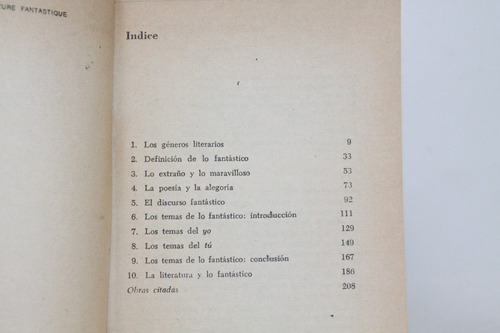 TURE FANTASTIQUE
Indice
1. Los géneros literarios 9
2. Definición de lo fantástico 33
3. Lo extraño y lo maravilloso 53
4. La poesía y la alegoría 73
5. El discurso fantástico 92
6. Los temas de lo fantástico: introducción 111
7. Los temas del yo 129
8. Los temas del tú 149
9. Los temas de lo fantástico: conclusión 167
10. La literatura y lo fantástico 186
Obras citadas 208